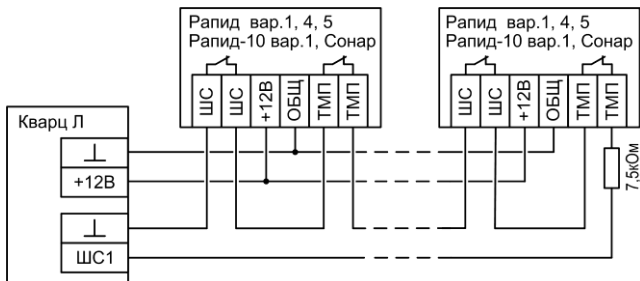 Рапид вар.1, 4, 5
Рапид-10 вар.1, Сонар
ШС
ШС
+12В
ОБЩ
ТМП
ТМП
Рапид вар.1, 4, 5
Рапид-10 вар.1, Сонар
ШС
ШС
+12В
ОБЩ
ТМП
ТМП
Кварц Л
+12В
ШС1
7,5кОм